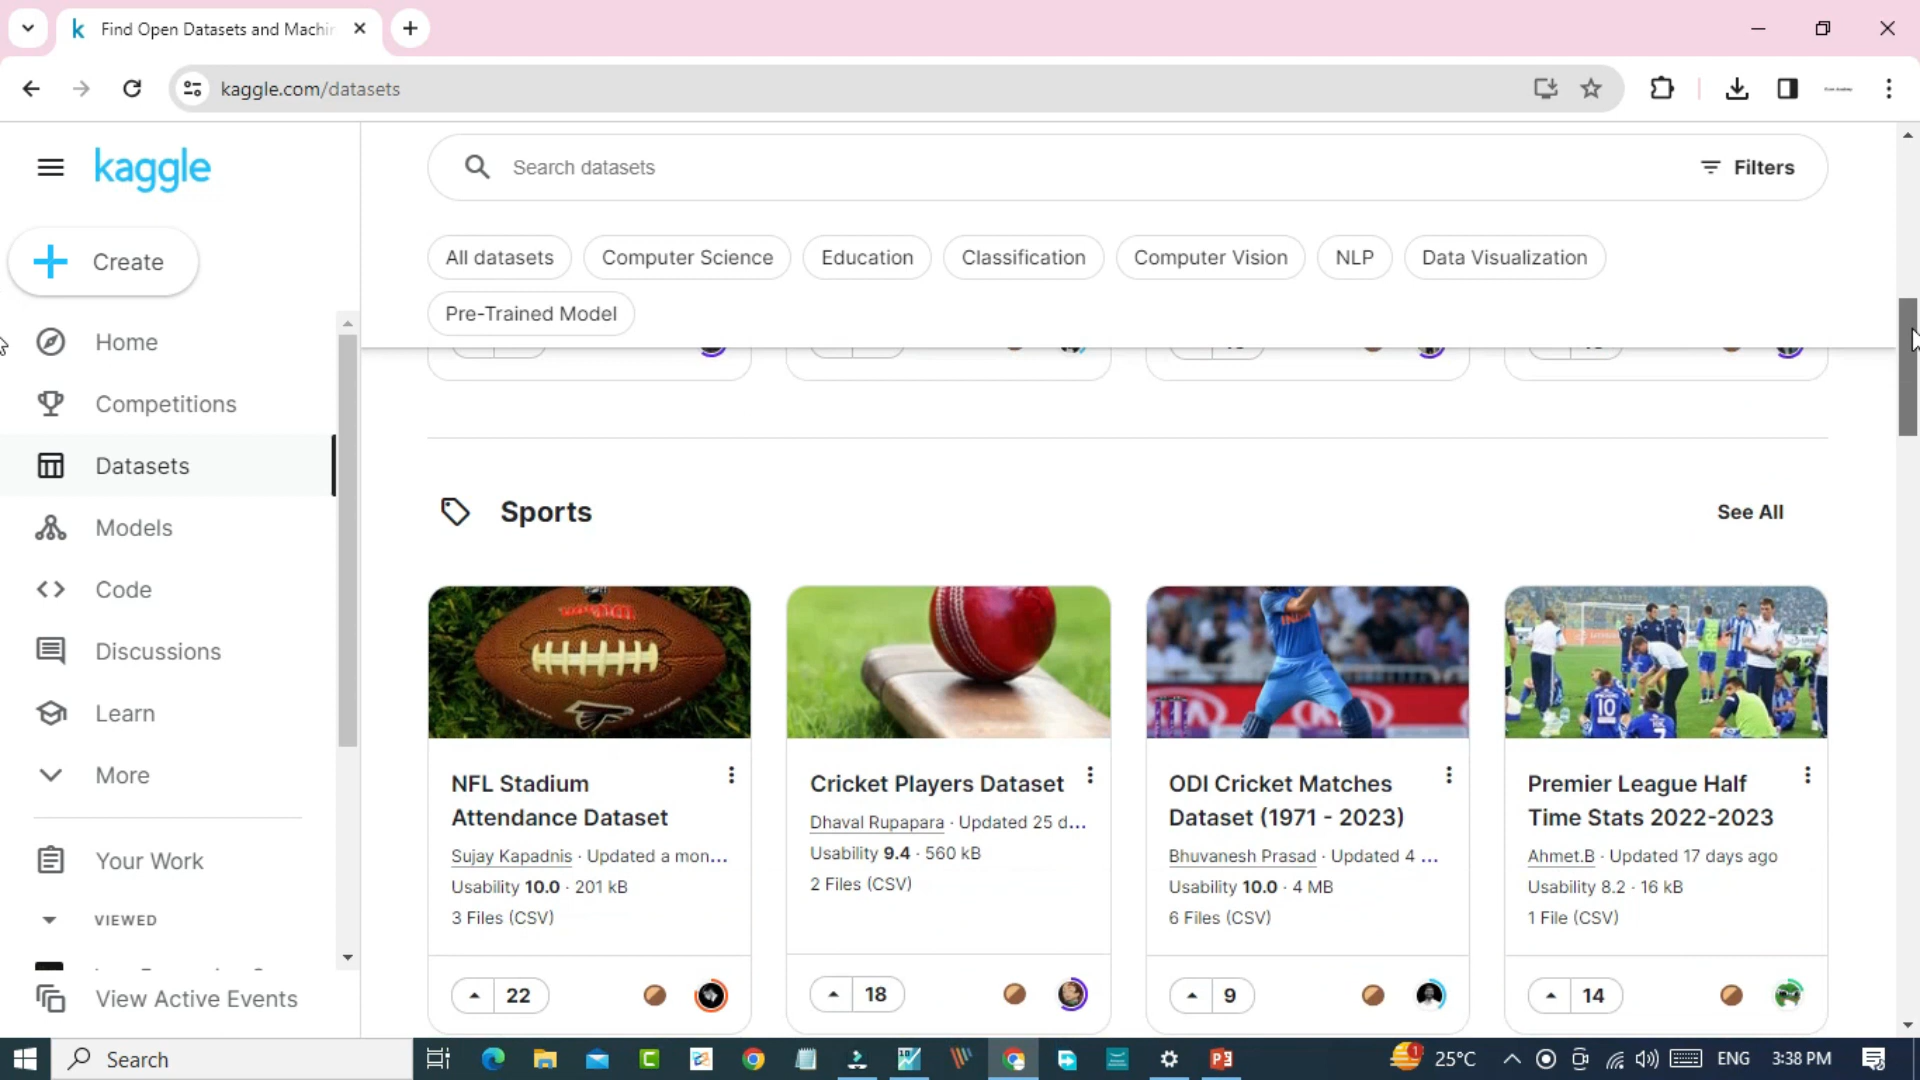 Find Open Datasets and Machi
kaggle.com/datasets
kaggle
Search datasets
Filters
Create
All datasets
Computer Science
Education
Classification
Computer Vision
NLP
Data Visualization
Pre-Trained Model
Home
Competitions
Datasets
Models
Code
Discussions
Learn
More
Your Work
VIEWED
View Active Events
Sports
See All
NFL Stadium
Attendance Dataset
Sujay Kapadnis · Updated a mon...
Usability 10.0 · 201 kB
3 Files (CSV)
22
Cricket Players Dataset
Dhaval Rupapara · Updated 25 d...
Usability 9.4 · 560 kB
2 Files (CSV)
18
INDIA
KIA
ODI Cricket Matches
Dataset (1971 - 2023)
Bhuvanesh Prasad · Updated 4 ...
Usability 10.0 · 4 MB
6 Files (CSV)
9
10
Premier League Half
Time Stats 2022-2023
Ahmet.B · Updated 17 days ago
Usability 8.2 · 16 kB
1 File (CSV)
14
Search
25°C
ENG
3:38 PM